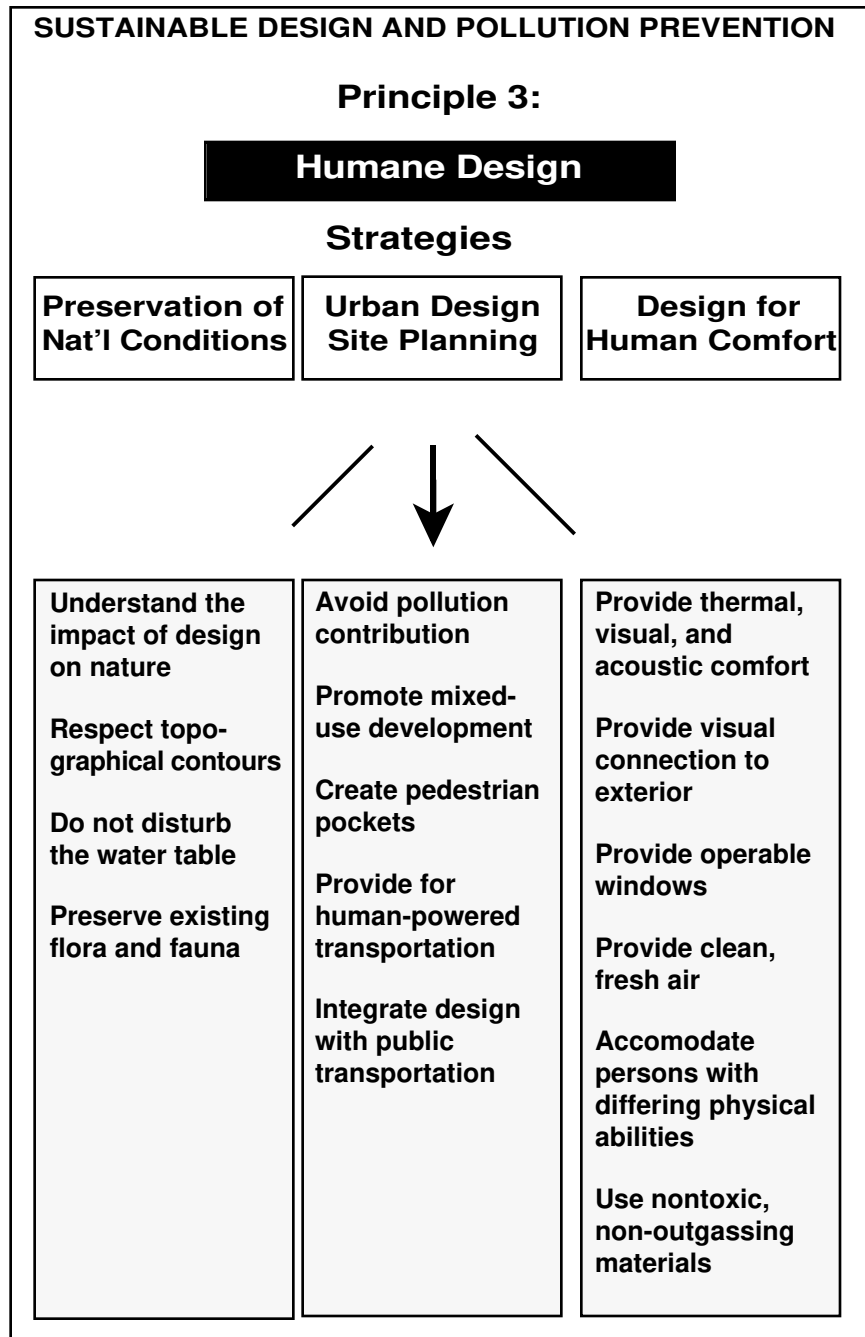 SUSTAINABLE DESIGN AND POLLUTION PREVENTION
Principle 3:
Humane Design
Strategies
Preservation of
Nat'l Conditions
Urban Design
Site Planning
Design for
Human Comfort
Understand the
impact of design
on nature
Respect topo-
graphical contours
Do not disturb
the water table
Preserve existing
flora and fauna
Avoid pollution
contribution
Promote mixed-
use development
Create pedestrian
pockets
Provide for
human-powered
transportation
Integrate design
with public
transportation
Provide thermal,
visual, and
acoustic comfort
Provide visual
connection to
exterior
Provide operable
windows
Provide clean,
fresh air
Accomodate
persons with
differing physical
abilities
Use nontoxic,
non-outgassing
materials